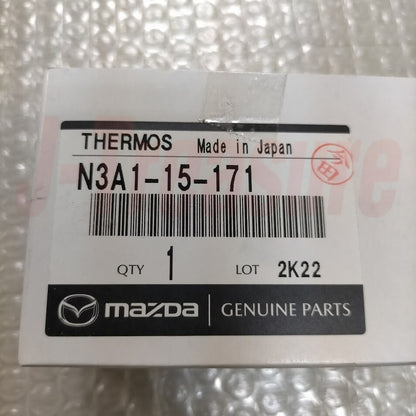 THERMOS Made in Japan
N3A1-15-171
QTY 1 LOT 2K22
mazda GENUINE PARTS